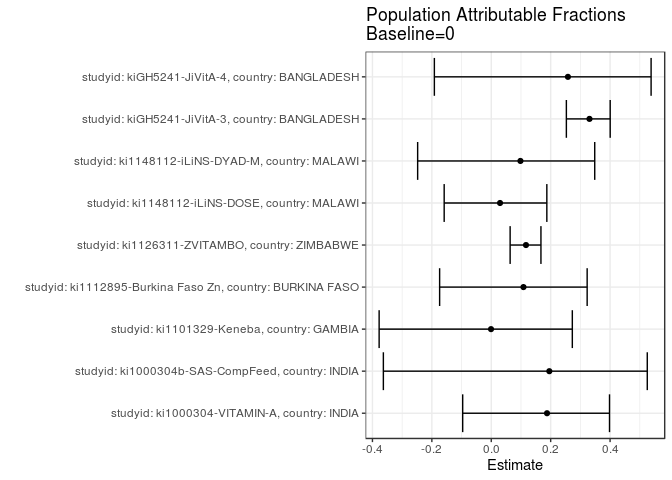 Population Attributable Fractions
Baseline=0
studyid: kiGH5241-JiVitA-4, country: BANGLADESH
studyid: kiGH5241-JiVitA-3, country: BANGLADESH
studyid: ki1148112-iLiNS-DYAD-M, country: MALAWI
studyid: ki1148112-iLiNS-DOSE, country: MALAWI
studyid: ki1126311-ZVITAMBO, country: ZIMBABWE
studyid: ki1112895-Burkina Faso Zn, country: BURKINA FASO
studyid: ki1101329-Keneba, country: GAMBIA
studyid: ki1000304b-SAS-CompFeed, country: INDIA
studyid: ki1000304-VITAMIN-A, country: INDIA
-0.4 -0.2 0.0 0.2 0.4
Estimate